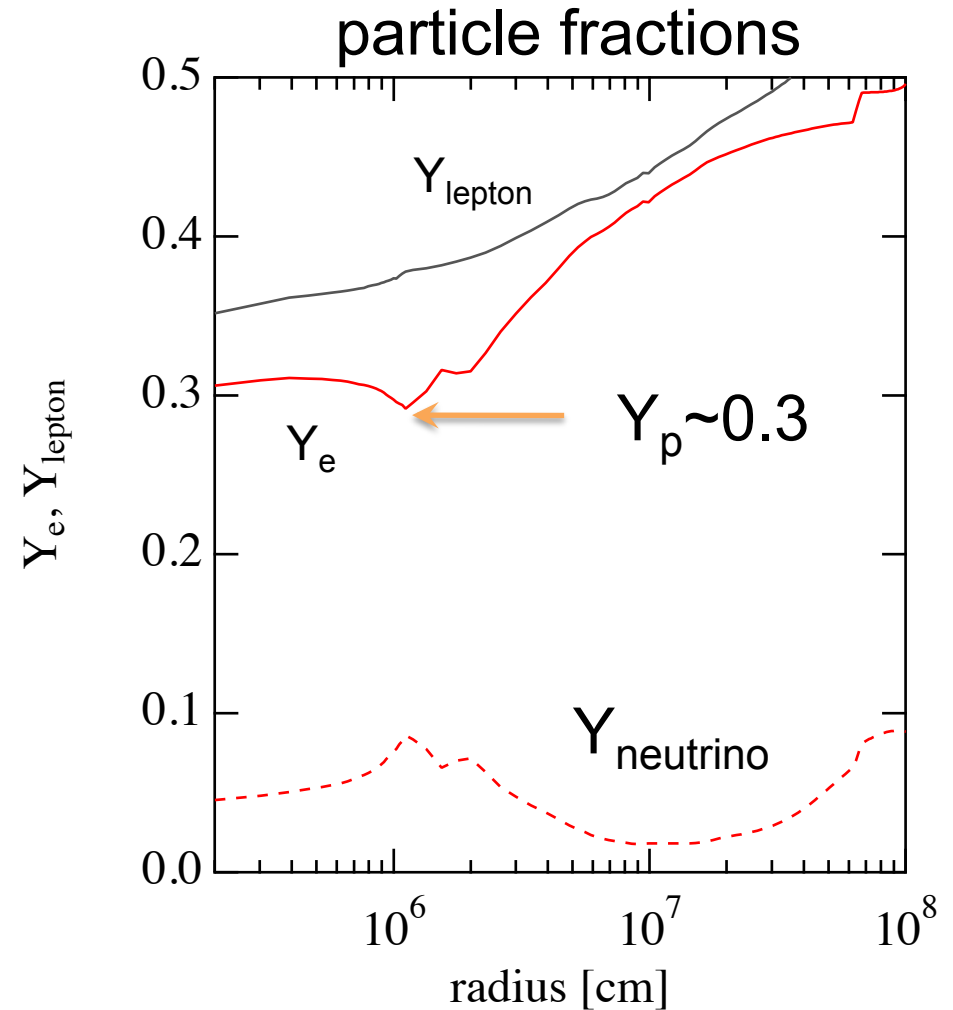 particle fractions
0.5
0.4
0.3
0.2
0.1
0.0
Y_e, Y_lepton
Y_lepton
Y_e
Y_p~0.3
Y_neutrino
10^6
10^7
10^8
radius [cm]